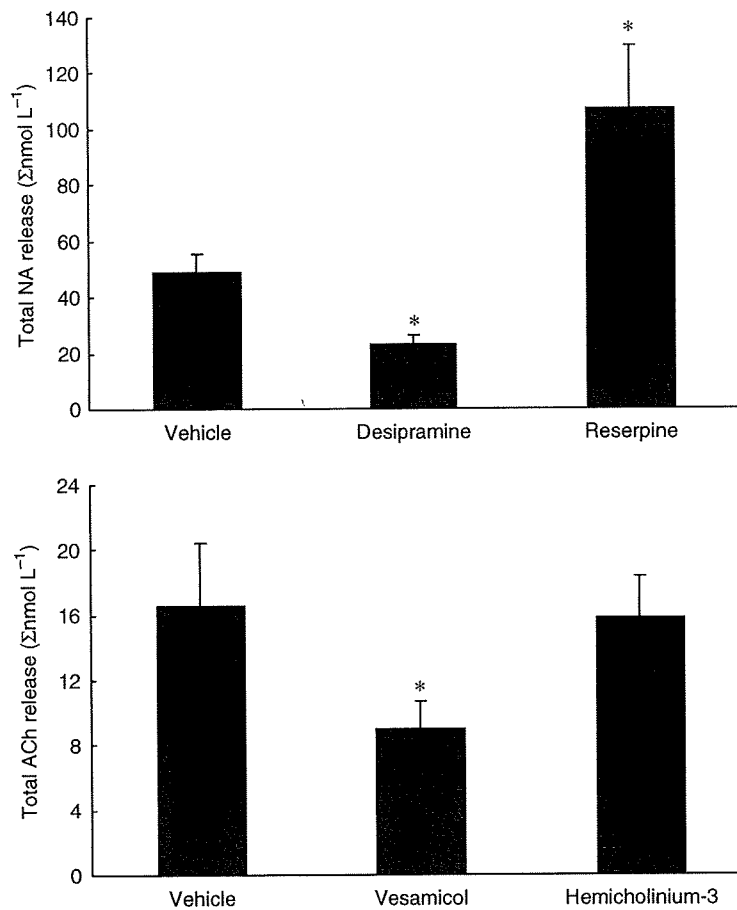 Total NA release (Σnmol L⁻¹)
140
120
100
80
60
40
20
0
*
*
Vehicle
Desipramine
Reserpine
Total ACh release (Σnmol L⁻¹)
24
20
16
12
8
4
0
*
Vehicle
Vesamicol
Hemicholinium-3